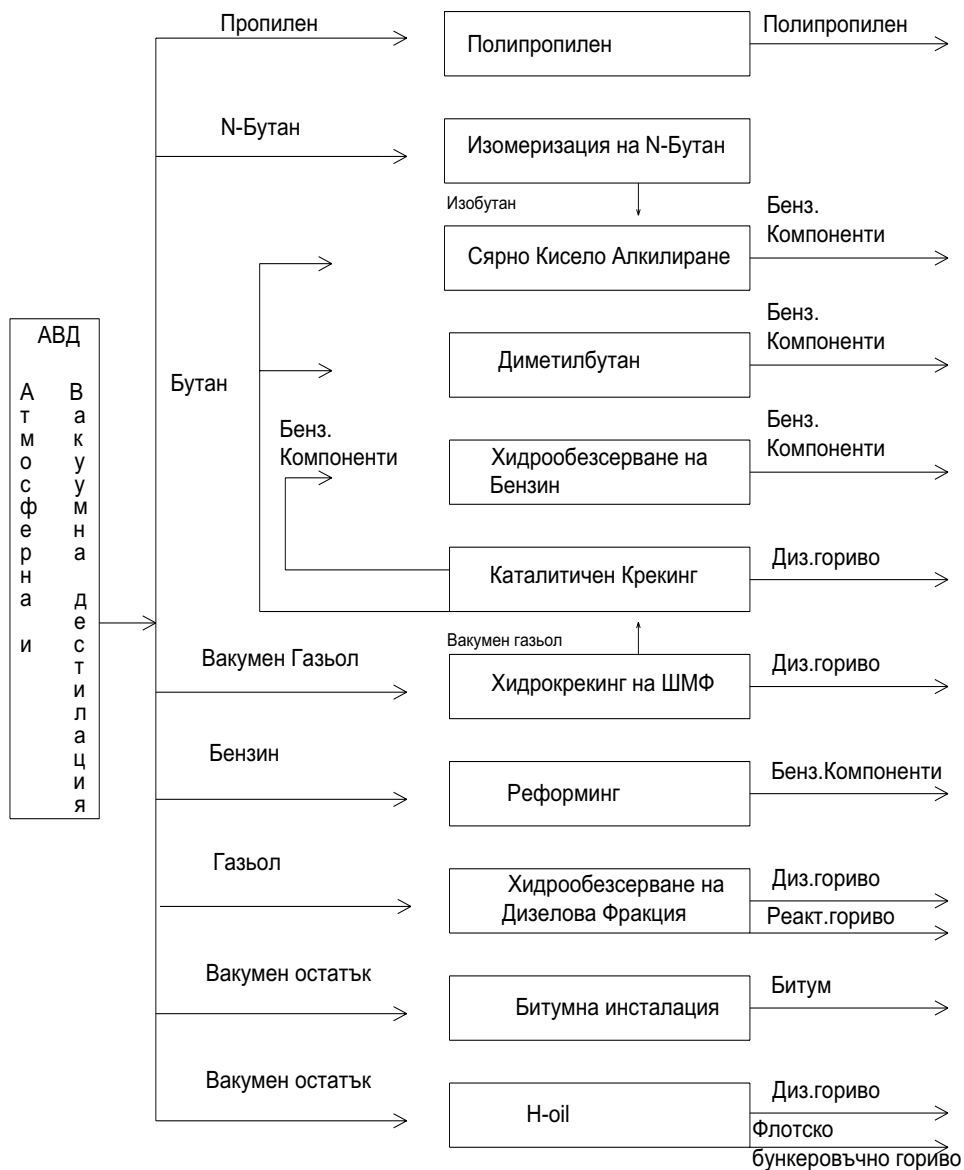 Пропилен
Полипропилен
Полипропилен
N-Бутан
Изомеризация на N-Бутан
Изобутан
Бенз.
Компоненти
Сярно Кисело Алкилиране
Бенз.
Компоненти
Диметилбутан
АВД
Атмосферна и
Вакуумна дестилация
Бутан
Бенз.
Компоненти
Бенз.
Компоненти
Хидрообезсерване на
Бензин
Каталитичен Крекинг
Диз.гориво
Вакумен газьол
Вакумен Газьол
Хидрокрекинг на ШМФ
Диз.гориво
Бензин
Реформинг
Бенз.Компоненти
Газьол
Хидрообезсерване на
Дизелова Фракция
Диз.гориво
Реакт.гориво
Вакумен остатък
Битумна инсталация
Битум
Вакумен остатък
H-oil
Диз.гориво
Флотско
бункеровъчно гориво